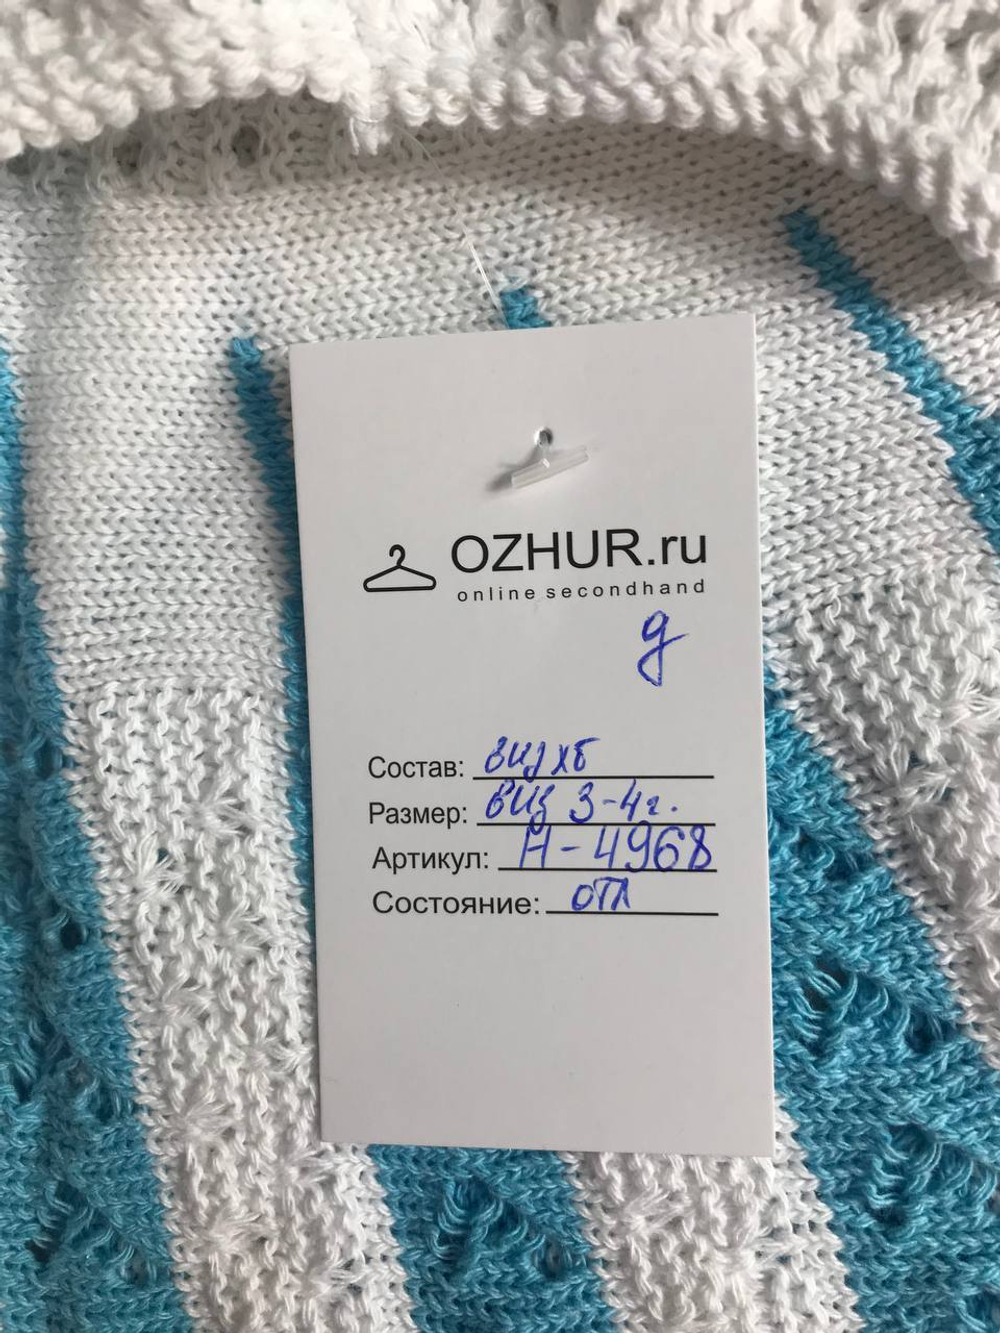 OZHUR.ru
online secondhand
g
Состав: виз хб
Размер: виз 3-4г.
Артикул: Н-4968
Состояние: отл